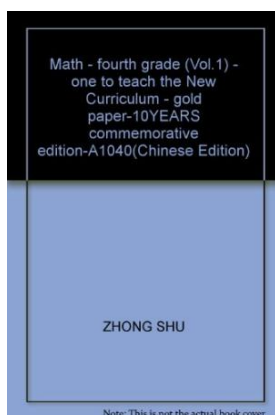 Math - fourth grade (Vol.1) -
one to teach the New
Curriculum - gold
paper-10YEARS
commemorative
edition-A1040(Chinese Edition)
ZHONG SHU
Note: This is not the actual book cover